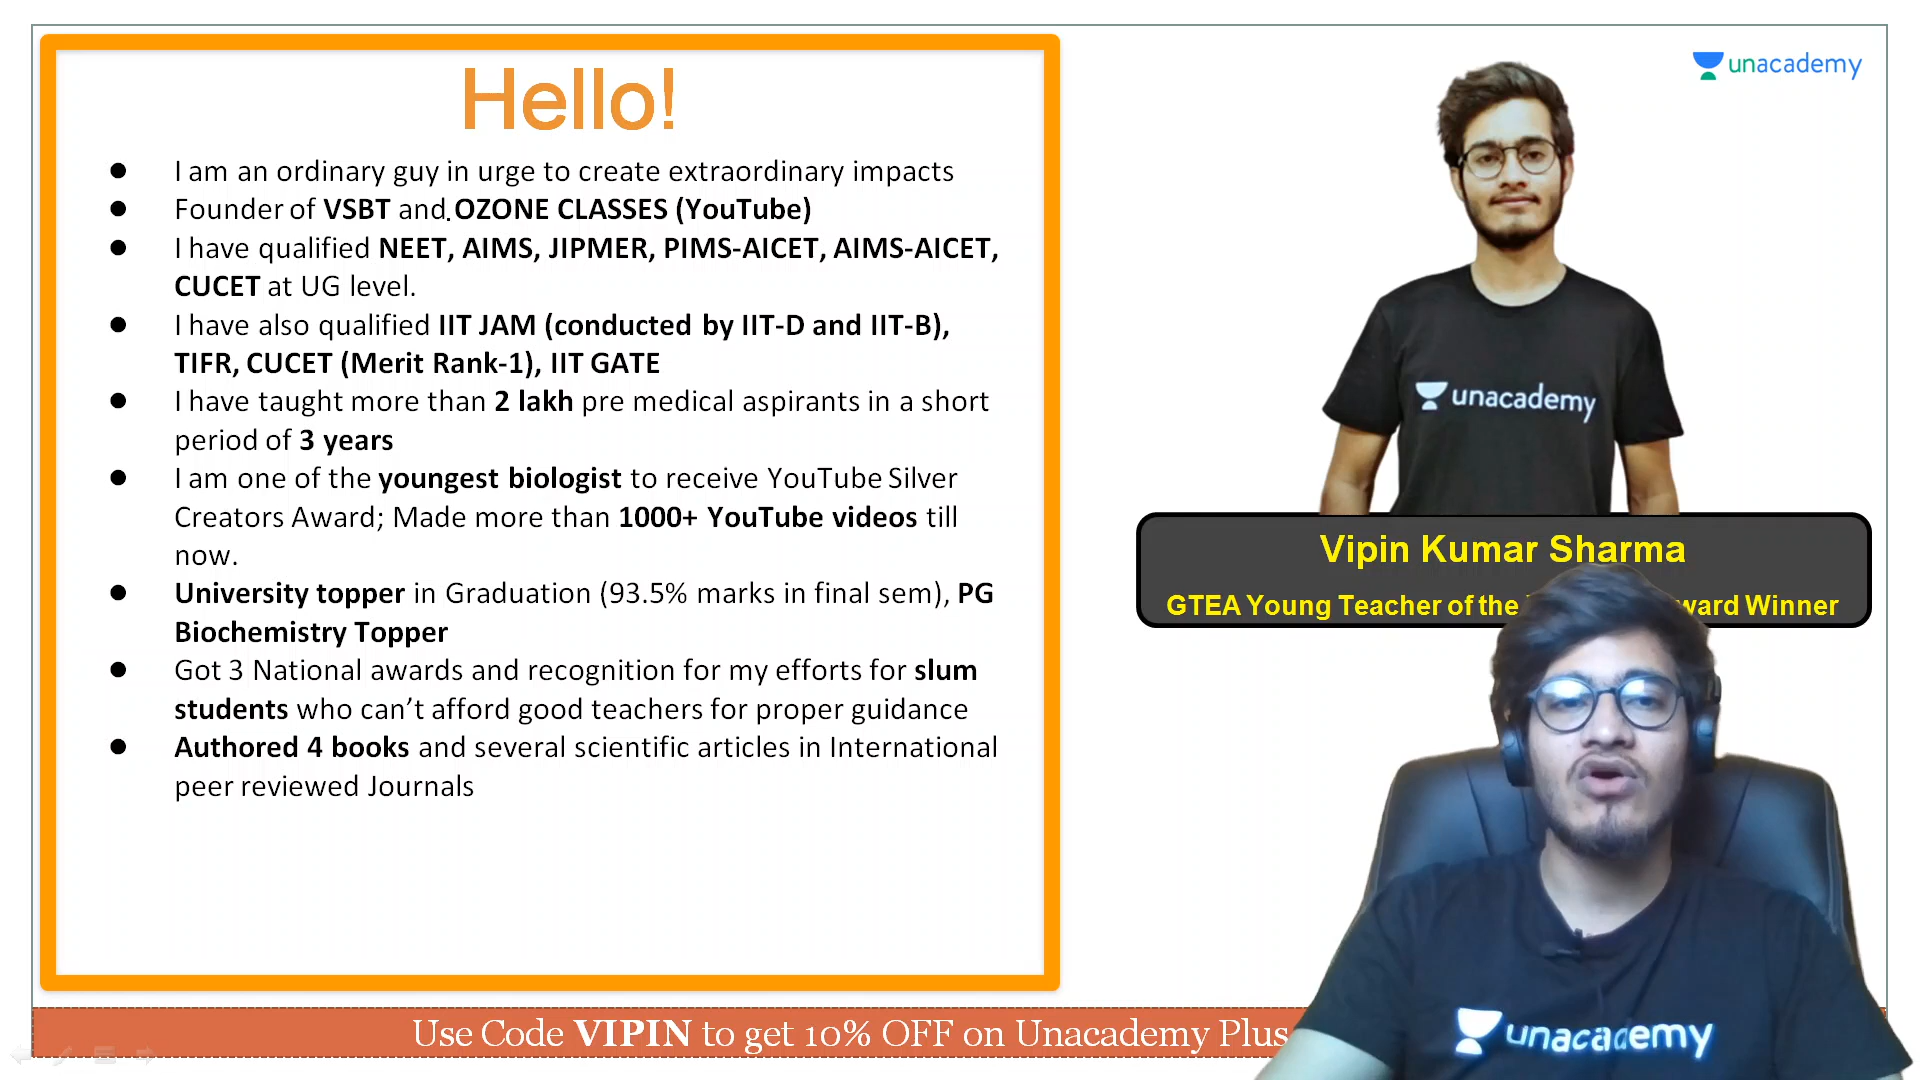 Hello!
unacademy
● I am an ordinary guy in urge to create extraordinary impacts
● Founder of VSBT and OZONE CLASSES (YouTube)
● I have qualified NEET, AIMS, JIPMER, PIMS-AICET, AIMS-AICET,
CUCET at UG level.
● I have also qualified IIT JAM (conducted by IIT-D and IIT-B),
TIFR, CUCET (Merit Rank-1), IIT GATE
● I have taught more than 2 lakh pre medical aspirants in a short
period of 3 years
● I am one of the youngest biologist to receive YouTube Silver
Creators Award; Made more than 1000+ YouTube videos till
now.
● University topper in Graduation (93.5% marks in final sem), PG
Biochemistry Topper
● Got 3 National awards and recognition for my efforts for slum
students who can’t afford good teachers for proper guidance
● Authored 4 books and several scientific articles in International
peer reviewed Journals
unacademy
Vipin Kumar Sharma
GTEA Young Teacher of the Winner
unacademy
Use Code VIPIN to get 10% OFF on Unacademy Plus